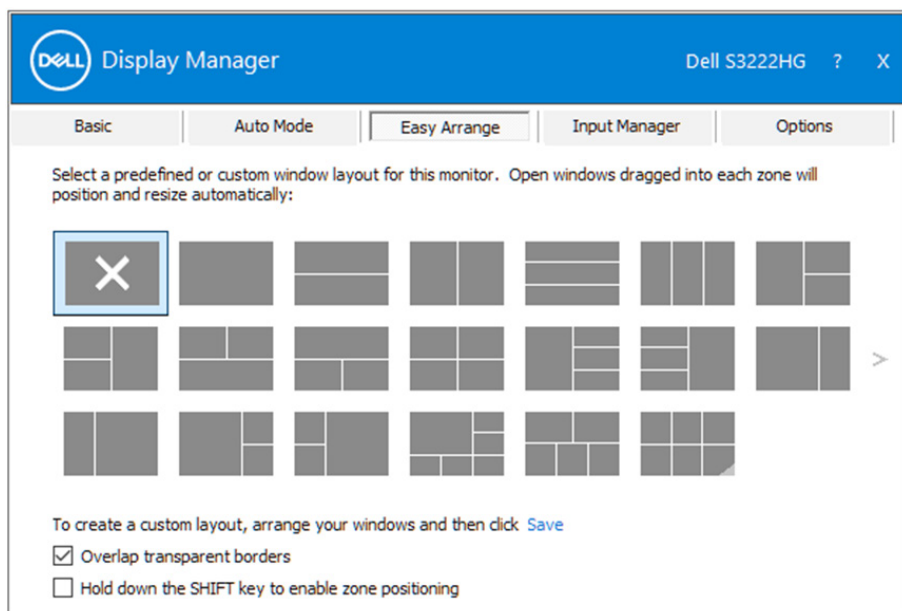 DELL Display Manager Dell S3222HG ? X
Basic Auto Mode Easy Arrange Input Manager Options
Select a predefined or custom window layout for this monitor. Open windows dragged into each zone will
position and resize automatically:
>
To create a custom layout, arrange your windows and then click Save
Overlap transparent borders
Hold down the SHIFT key to enable zone positioning